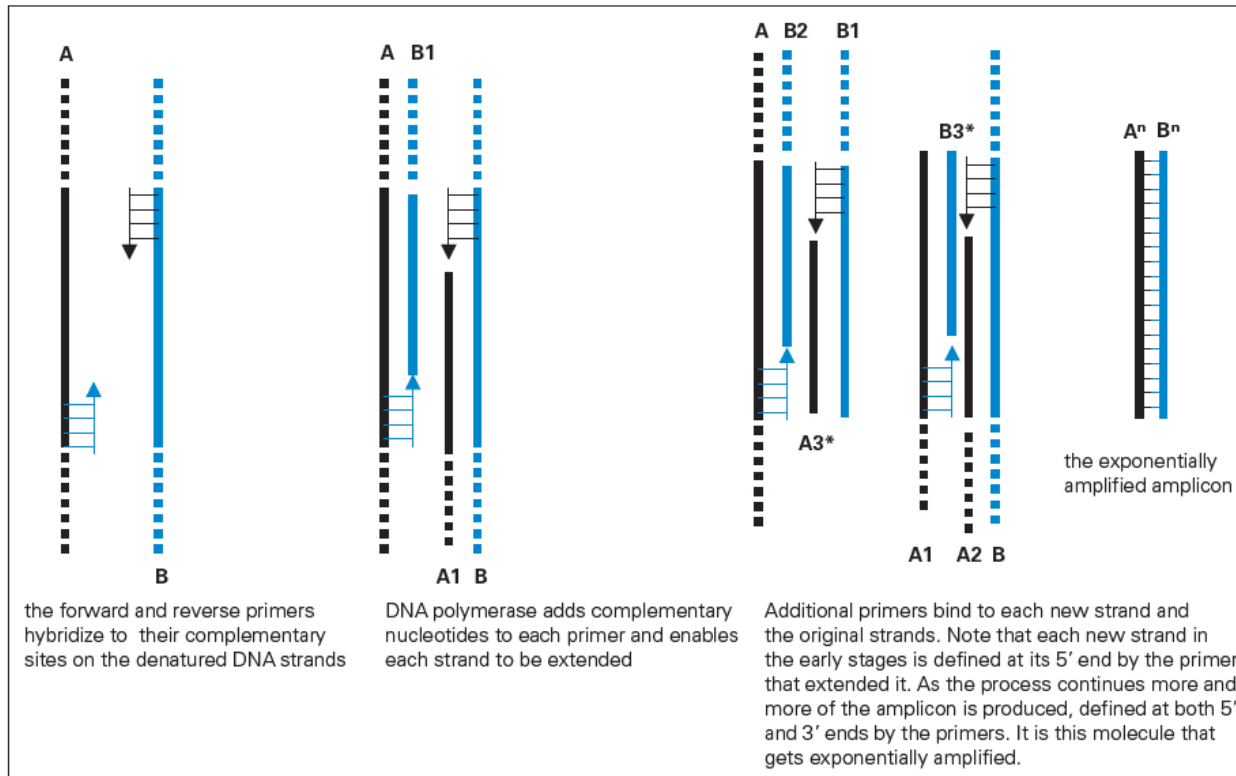 A
B
the forward and reverse primers
hybridize to their complementary
sites on the denatured DNA strands
A B1
A1 B
DNA polymerase adds complementary
nucleotides to each primer and enables
each strand to be extended
A B2 B1
A3*
B3*
A1 A2 B
Additional primers bind to each new strand and
the original strands. Note that each new strand in
the early stages is defined at its 5' end by the primer
that extended it. As the process continues more and
more of the amplicon is produced, defined at both 5'
and 3' ends by the primers. It is this molecule that
gets exponentially amplified.
Aⁿ Bⁿ
the exponentially
amplified amplicon